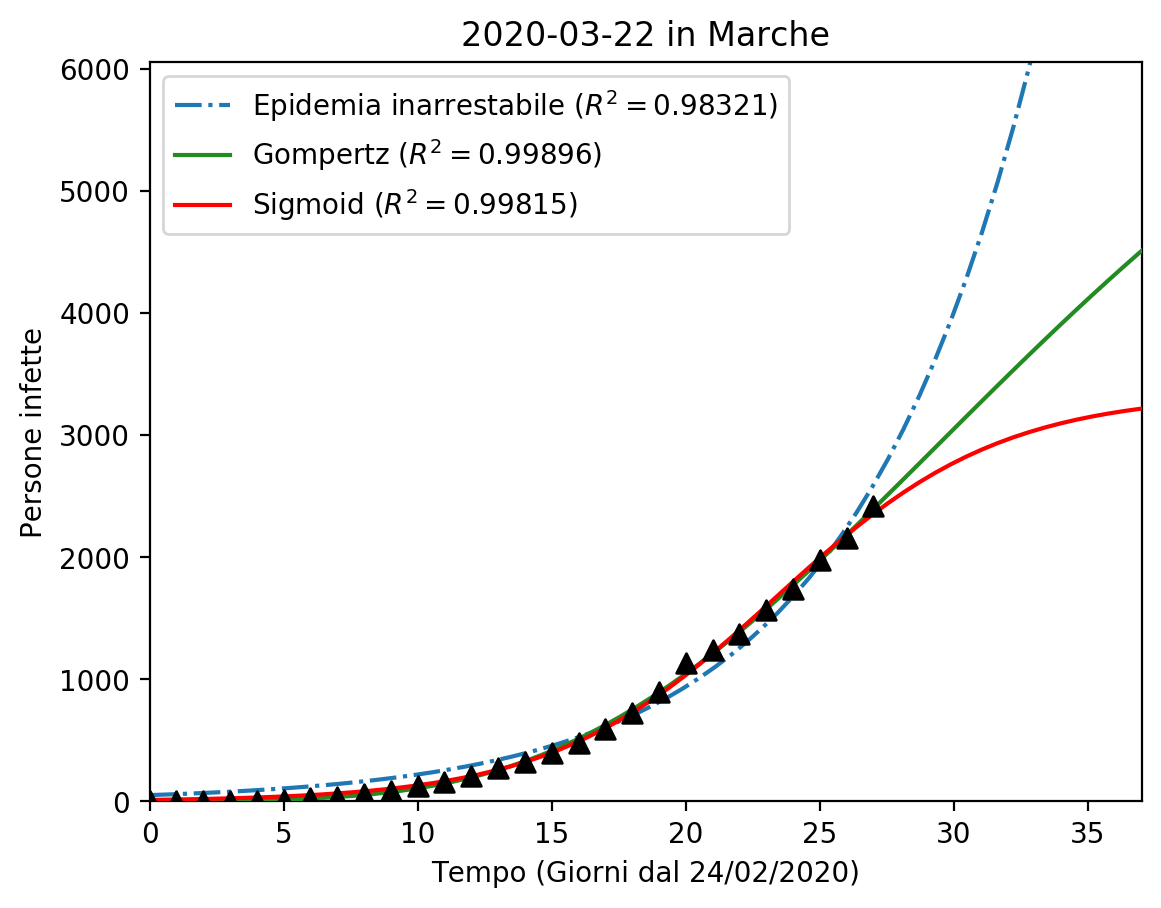 2020-03-22 in Marche
Epidemia inarrestabile ($R^2 = 0.98321$)
Gompertz ($R^2 = 0.99896$)
Sigmoid ($R^2 = 0.99815$)
Persone infette
6000
5000
4000
3000
2000
1000
0
0 5 10 15 20 25 30 35
Tempo (Giorni dal 24/02/2020)